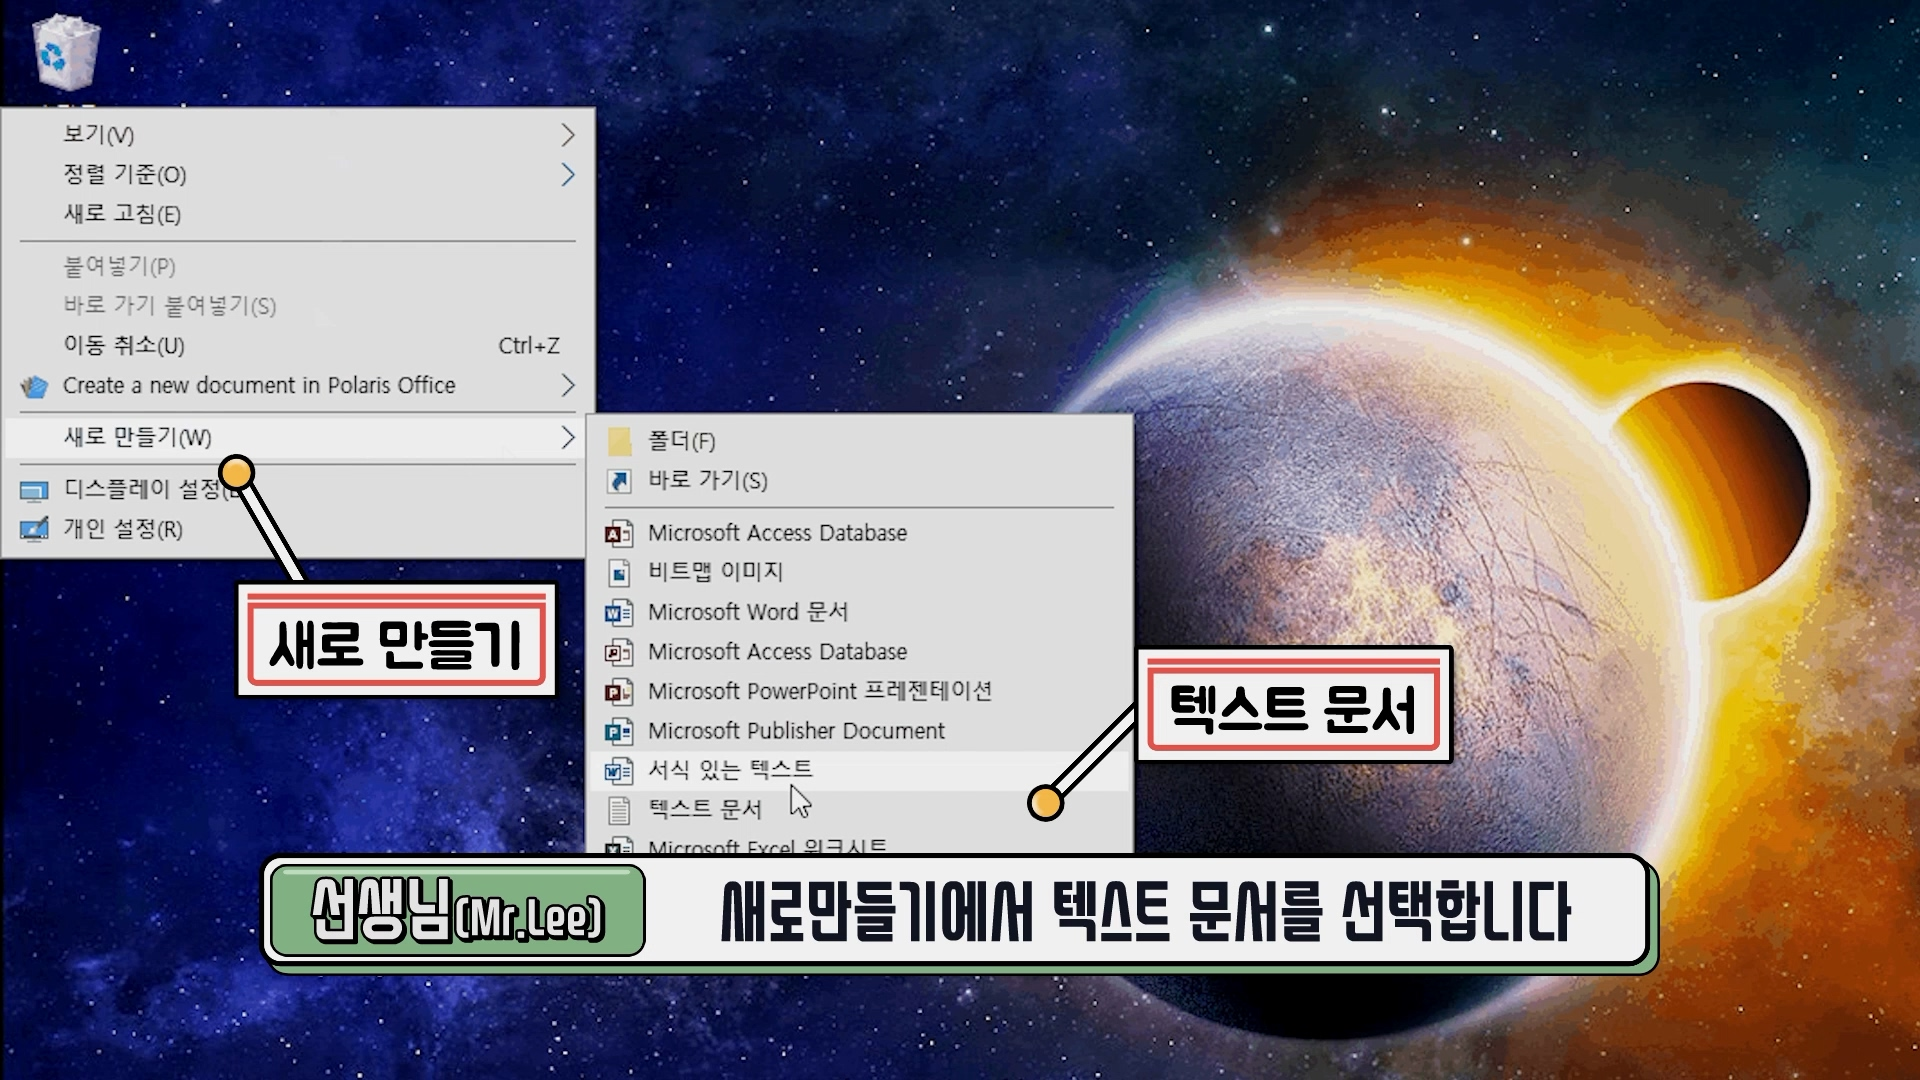 보기(V)
정렬 기준(O)
새로 고침(E)
붙여넣기(P)
바로 가기 붙여넣기(S)
이동 취소(U) Ctrl+Z
Create a new document in Polaris Office
새로 만들기(W)
디스플레이 설정
개인 설정(R)
폴더(F)
바로 가기(S)
Microsoft Access Database
비트맵 이미지
Microsoft Word 문서
Microsoft Access Database
Microsoft PowerPoint 프레젠테이션
Microsoft Publisher Document
서식 있는 텍스트
텍스트 문서
Microsoft Excel 워크시트
새로 만들기
텍스트 문서
선생님(Mr.Lee) 새로만들기에서 텍스트 문서를 선택합니다